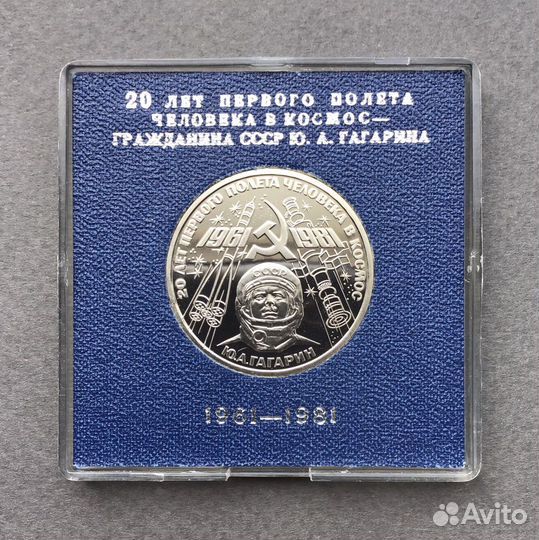 20 ЛЕТ ПЕРВОГО ПОЛЕТА
ЧЕЛОВЕКА В КОСМОС—
ГРАЖДАНИНА СССР Ю. А. ГАГАРИНА
20 ЛЕТ ПЕРВОГО ПОЛЕТА ЧЕЛОВЕКА В КОСМОС
1961 1981
СССР
Ю.А.ГАГАРИН
1961—1981
Avito